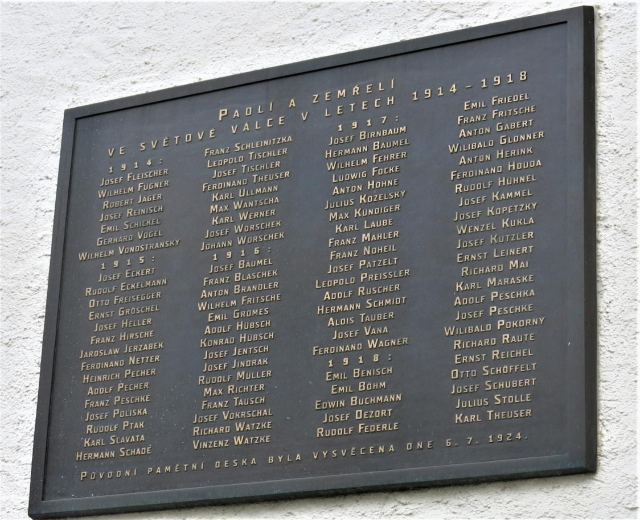 PADLI A ZEMŘELI
VE SVĚTOVÉ VÁLCE V LETECH 1914-1918
1914:
JOSEF FLEISCHER
WILHELM FÜGNER
ROBERT JÄGER
JOSEF REINISCH
EMIL SCHICHEL
GERHARD VOGEL
WILHELM VONDSTRANSKY
1915:
JOSEF ECKERT
RUDOLF ECKELMANN
OTTO FREISEGGER
ERNST GRÖSCHEL
JOSEF HELLER
FRANZ HIRSCHE
JAROSLAW JERZABEK
FERDINAND NETTER
HEINRICH PECHER
ADOLF PECHER
FRANZ PESCHKE
JOSEF POLISKA
RUDOLF PTAK
KARL SLAVATA
HERMANN SCHADE
FRANZ SCHLEINITZKA
LEOPOLD TISCHLER
JOSEF TISCHLER
FERDINAND THEUSER
KARL ULLMANN
MAX WANTSCHA
KARL WERNER
JOSEF WORSCHEK
JOHANN WORSCHEK
1916:
JOSEF BÄUMEL
FRANZ BLASCHEK
ANTON BRANDLER
WILHELM FRITSCHE
EMIL GRÖMES
ADOLF HÜBSCH
KONRAD HÜBSCH
JOSEF JENTSCH
JOSEF JINDRAK
RUDOLF MÜLLER
MAX RICHTER
FRANZ TAUSCH
JOSEF VOKRSCHAL
RICHARD WATZKE
VINZENZ WATZKE
1917:
JOSEF BIRNBAUM
HERMANN BÄUMEL
WILHELM FEHRER
LUDWIG FOCKE
ANTON HÖHNE
JULIUS KOZELSKY
MAX KÜNDIGER
KARL LAUBE
FRANZ MAHLER
FRANZ NOHEIL
JOSEF PATZELT
LEOPOLD PREISSLER
ADOLF RUSCHER
HERMANN SCHMIDT
ALOIS TAUBER
JOSEF VANA
FERDINAND WAGNER
1918:
EMIL BENISCH
EMIL BÖHM
EDWIN BUCHMANN
JOSEF DEZORT
RUDOLF FEDERLE
EMIL FRIEDEL
FRANZ FRITSCHE
ANTON GABERT
WILIBALD GLONNER
ANTON HERINK
FERDINAND HOUDA
RUDOLF HÜHNEL
JOSEF KAMMEL
JOSEF KOPETZKY
WENZEL KUKLA
JOSEF KUTZLER
ERNST LEINERT
RICHARD MAI
KARL MARASKE
ADOLF PESCHKA
JOSEF PESCHKE
WILIBALD POKORNY
RICHARD RAUTE
ERNST REICHEL
OTTO SCHÖFFELT
JOSEF SCHUBERT
JULIUS STOLLE
KARL THEUSER
PŮVODNÍ PAMĚTNÍ DESKA BYLA VYSVĚCENA DNE 6.7.1924.